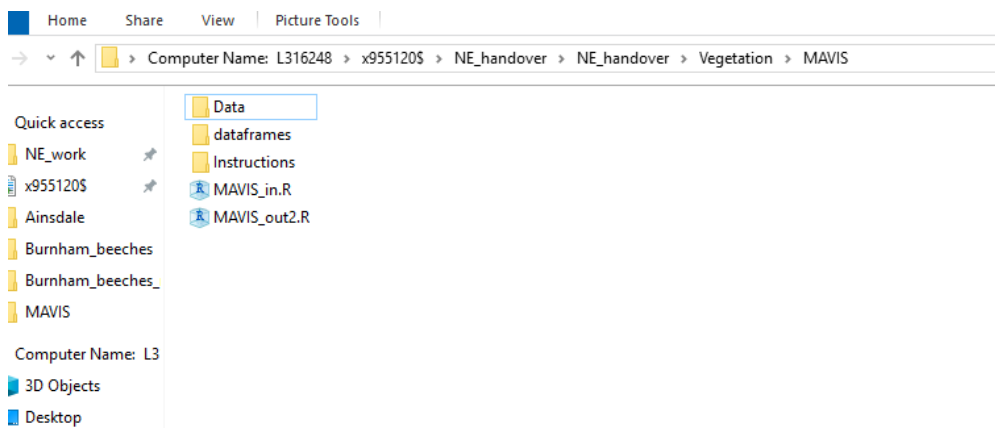 Home Share View Picture Tools
Computer Name: L316248 > x955120$ > NE_handover > NE_handover > Vegetation > MAVIS
Quick access
NE_work
x955120$
Ainsdale
Burnham_beeches
Burnham_beeches_
MAVIS
Computer Name: L3
3D Objects
Desktop
Data
dataframes
Instructions
MAVIS_in.R
MAVIS_out2.R